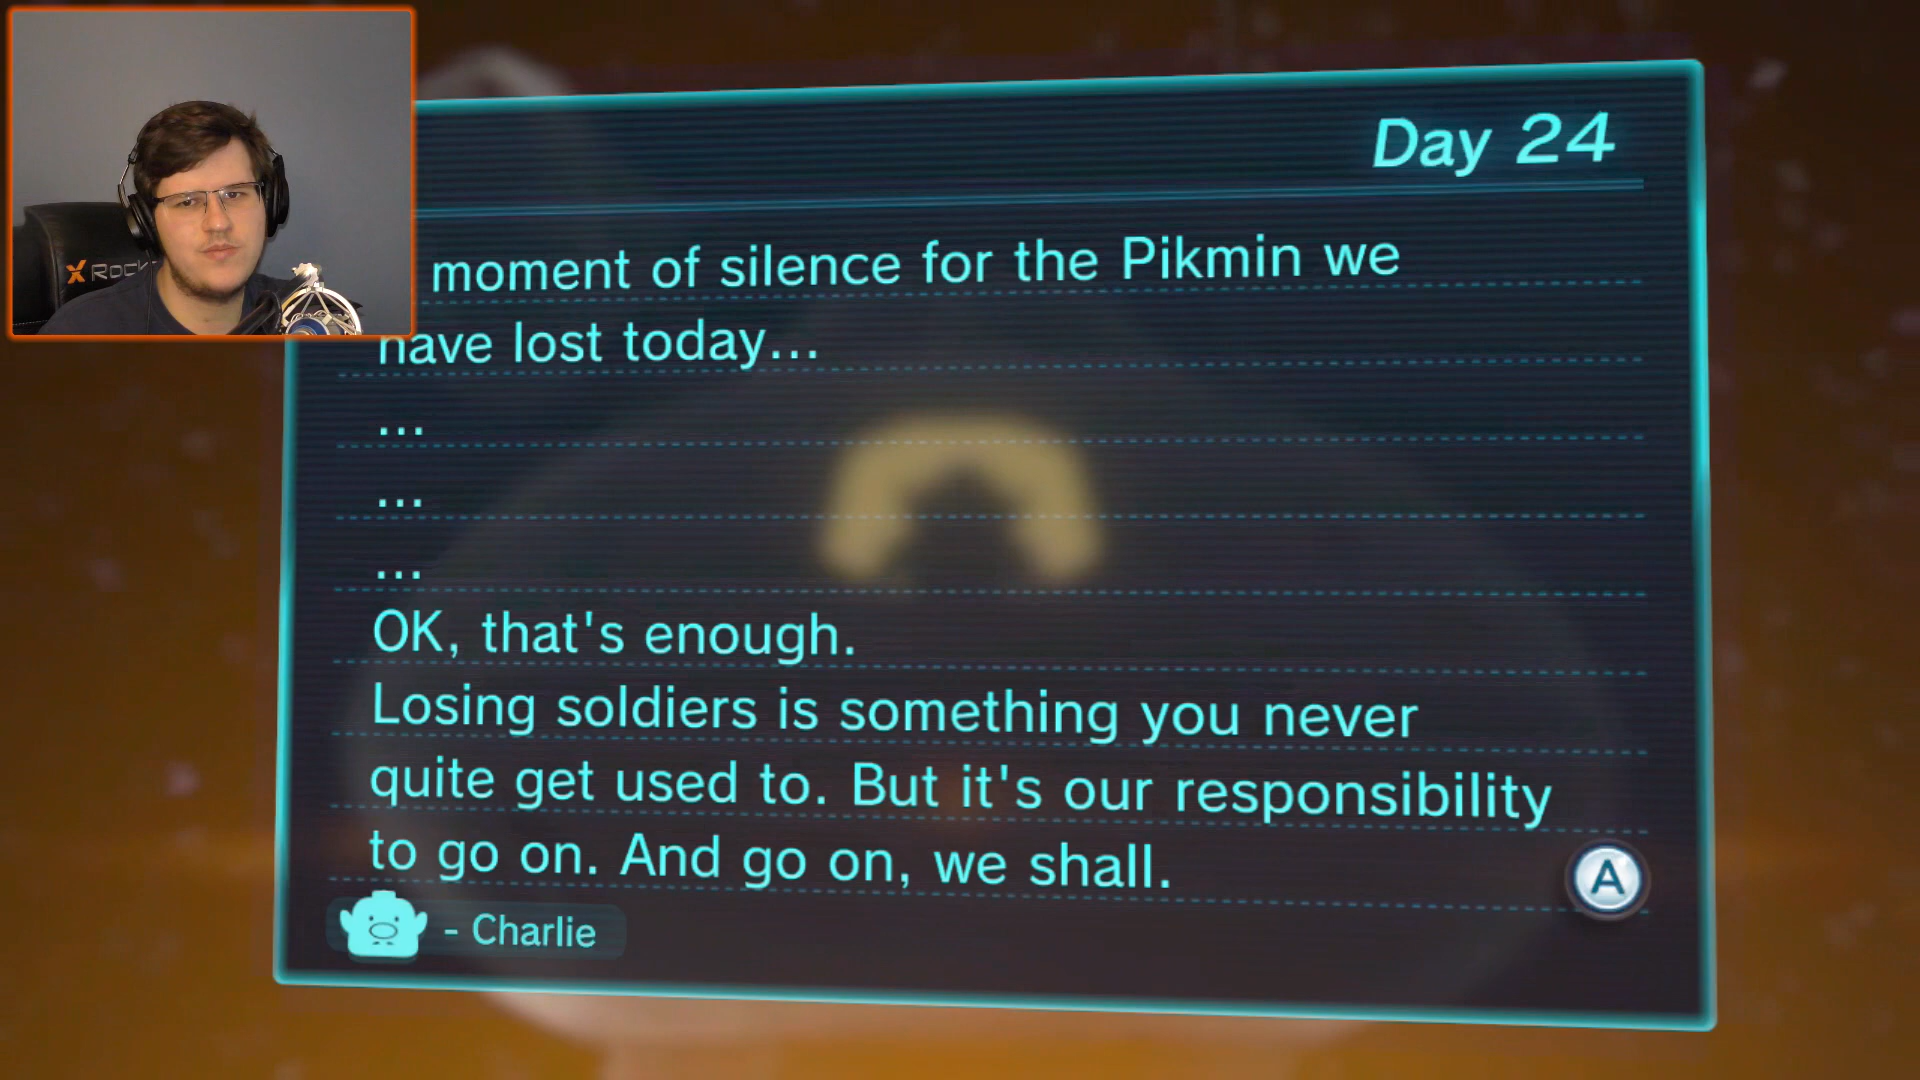 Day 24
moment of silence for the Pikmin we
have lost today...
...
...
...
OK, that's enough.
Losing soldiers is something you never
quite get used to. But it's our responsibility
to go on. And go on, we shall.
A
- Charlie
X Rock